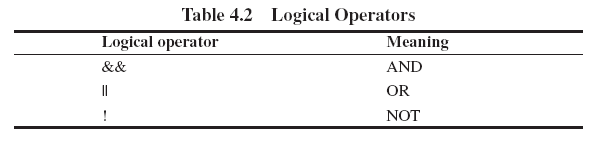 Table 4.2 Logical Operators
Logical operator Meaning
&& AND
|| OR
! NOT